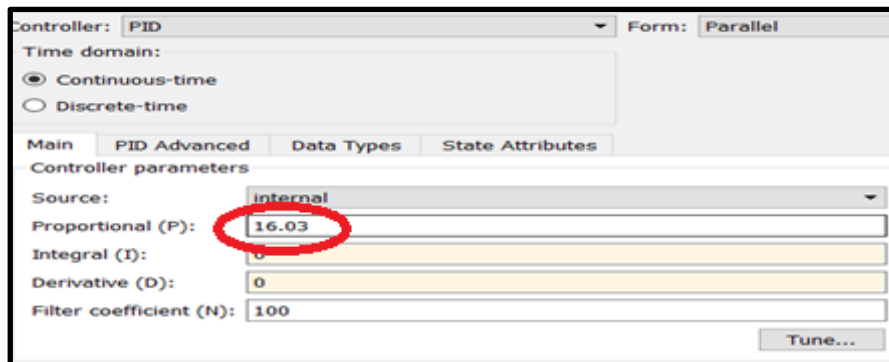 Controller: PID Form: Parallel
Time domain:
Continuous-time
Discrete-time
Main PID Advanced Data Types State Attributes
Controller parameters
Source: internal
Proportional (P): 16.03
Integral (I): 0
Derivative (D): 0
Filter coefficient (N): 100
Tune...